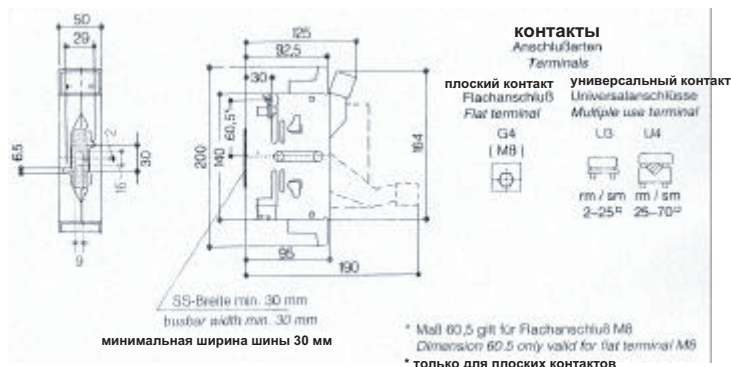 50
29
6.5
2
16
30
9
125
92.5
30
60,5*
200
140
164
95
190
SS-Breite min. 30 mm
busbar width min. 30 mm
минимальная ширина шины 30 мм
контакты
Anschlußarten
Terminals
плоский контакт
Flachanschluß
Flat terminal
G4
( M8 )
универсальный контакт
Universalanschlüsse
Multiple use terminal
U3 U4
rm / sm rm / sm
2–25 25–70
* Maß 60,5 gilt für Flachanschluß M8
Dimension 60.5 only valid for flat terminal M8
* только для плоских контактов